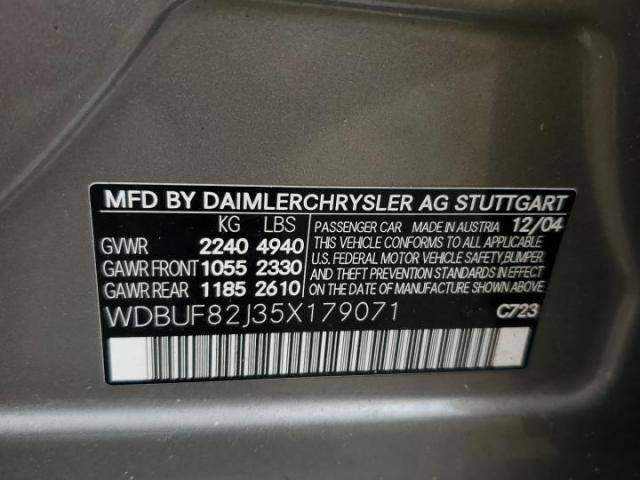 MFD BY DAIMLERCHRYSLER AG STUTTGART
KG LBS
GVWR 2240 4940
GAWR FRONT 1055 2330
GAWR REAR 1185 2610
PASSENGER CAR MADE IN AUSTRIA 12/04
THIS VEHICLE CONFORMS TO ALL APPLICABLE
U.S. FEDERAL MOTOR VEHICLE SAFETY, BUMPER,
AND THEFT PREVENTION STANDARDS IN EFFECT
ON THE DATE OF MANUFACTURE SHOWN ABOVE.
WDBUF82J35X179071 C723